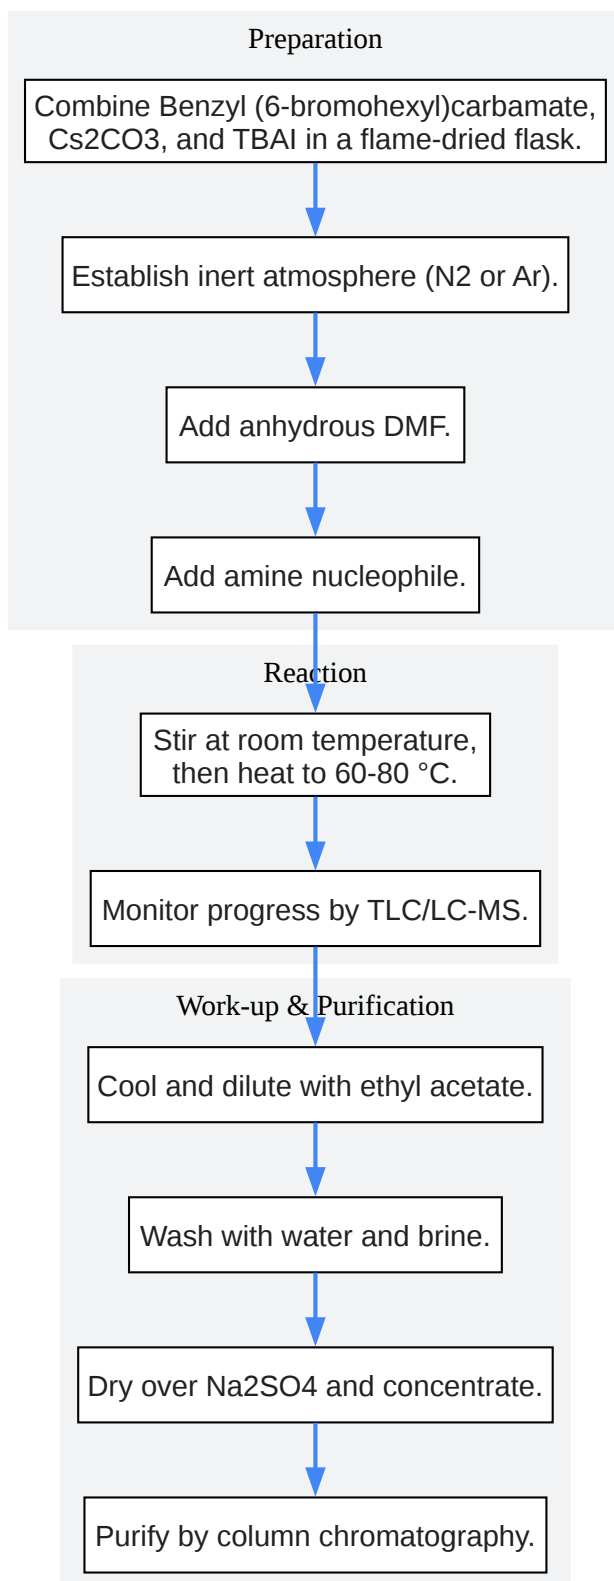 Preparation
Combine Benzyl (6-bromohexyl)carbamate,
Cs2CO3, and TBAI in a flame-dried flask.
Establish inert atmosphere (N2 or Ar).
Add anhydrous DMF.
Add amine nucleophile.
Reaction
Stir at room temperature,
then heat to 60-80 °C.
Monitor progress by TLC/LC-MS.
Work-up & Purification
Cool and dilute with ethyl acetate.
Wash with water and brine.
Dry over Na2SO4 and concentrate.
Purify by column chromatography.